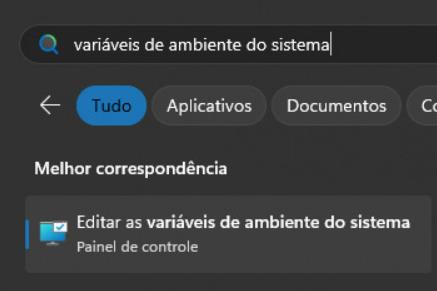 variáveis de ambiente do sistema
Tudo Aplicativos Documentos
Melhor correspondência
Editar as variáveis de ambiente do sistema
Painel de controle